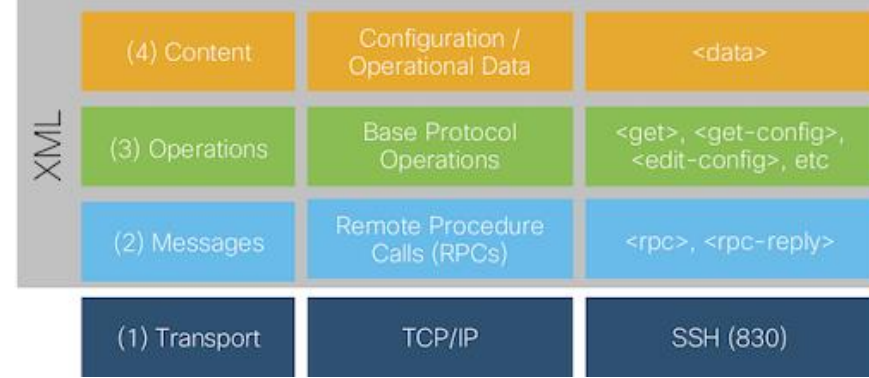 XML
(4) Content
Configuration /
Operational Data
<data>
(3) Operations
Base Protocol
Operations
<get>, <get-config>,
<edit-config>, etc
(2) Messages
Remote Procedure
Calls (RPCs)
<rpc>, <rpc-reply>
(1) Transport
TCP/IP
SSH (830)